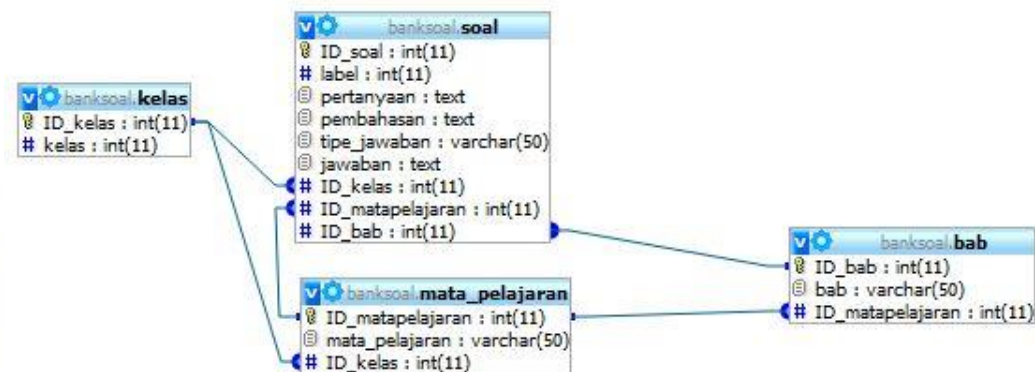 banksoal.soal
ID_soal : int(11)
# label : int(11)
pertanyaan : text
pembahasan : text
tipe_jawaban : varchar(50)
jawaban : text
# ID_kelas : int(11)
# ID_matapelajaran : int(11)
# ID_bab : int(11)
banksoal.kelas
ID_kelas : int(11)
# kelas : int(11)
banksoal.mata_pelajaran
ID_matapelajaran : int(11)
mata_pelajaran : varchar(50)
# ID_kelas : int(11)
banksoal.bab
ID_bab : int(11)
bab : varchar(50)
# ID_matapelajaran : int(11)